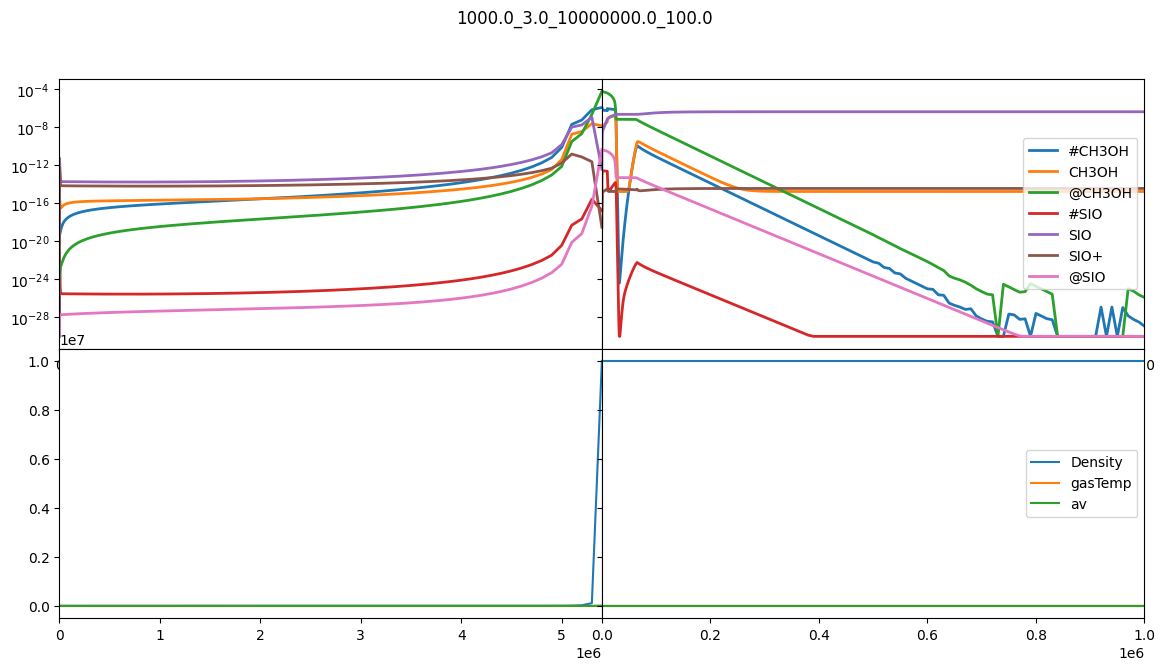 1000.0_3.0_10000000.0_100.0
10⁻⁴
10⁻⁸
10⁻¹²
10⁻¹⁶
10⁻²⁰
10⁻²⁴
10⁻²⁸
#CH3OH
CH3OH
@CH3OH
#SIO
SIO
SIO+
@SIO
1e7
0
0
1.0
0.8
0.6
0.4
0.2
0.0
Density
gasTemp
av
0 1 2 3 4 5
0.0 0.2 0.4 0.6 0.8 1.0
1e6
1e6